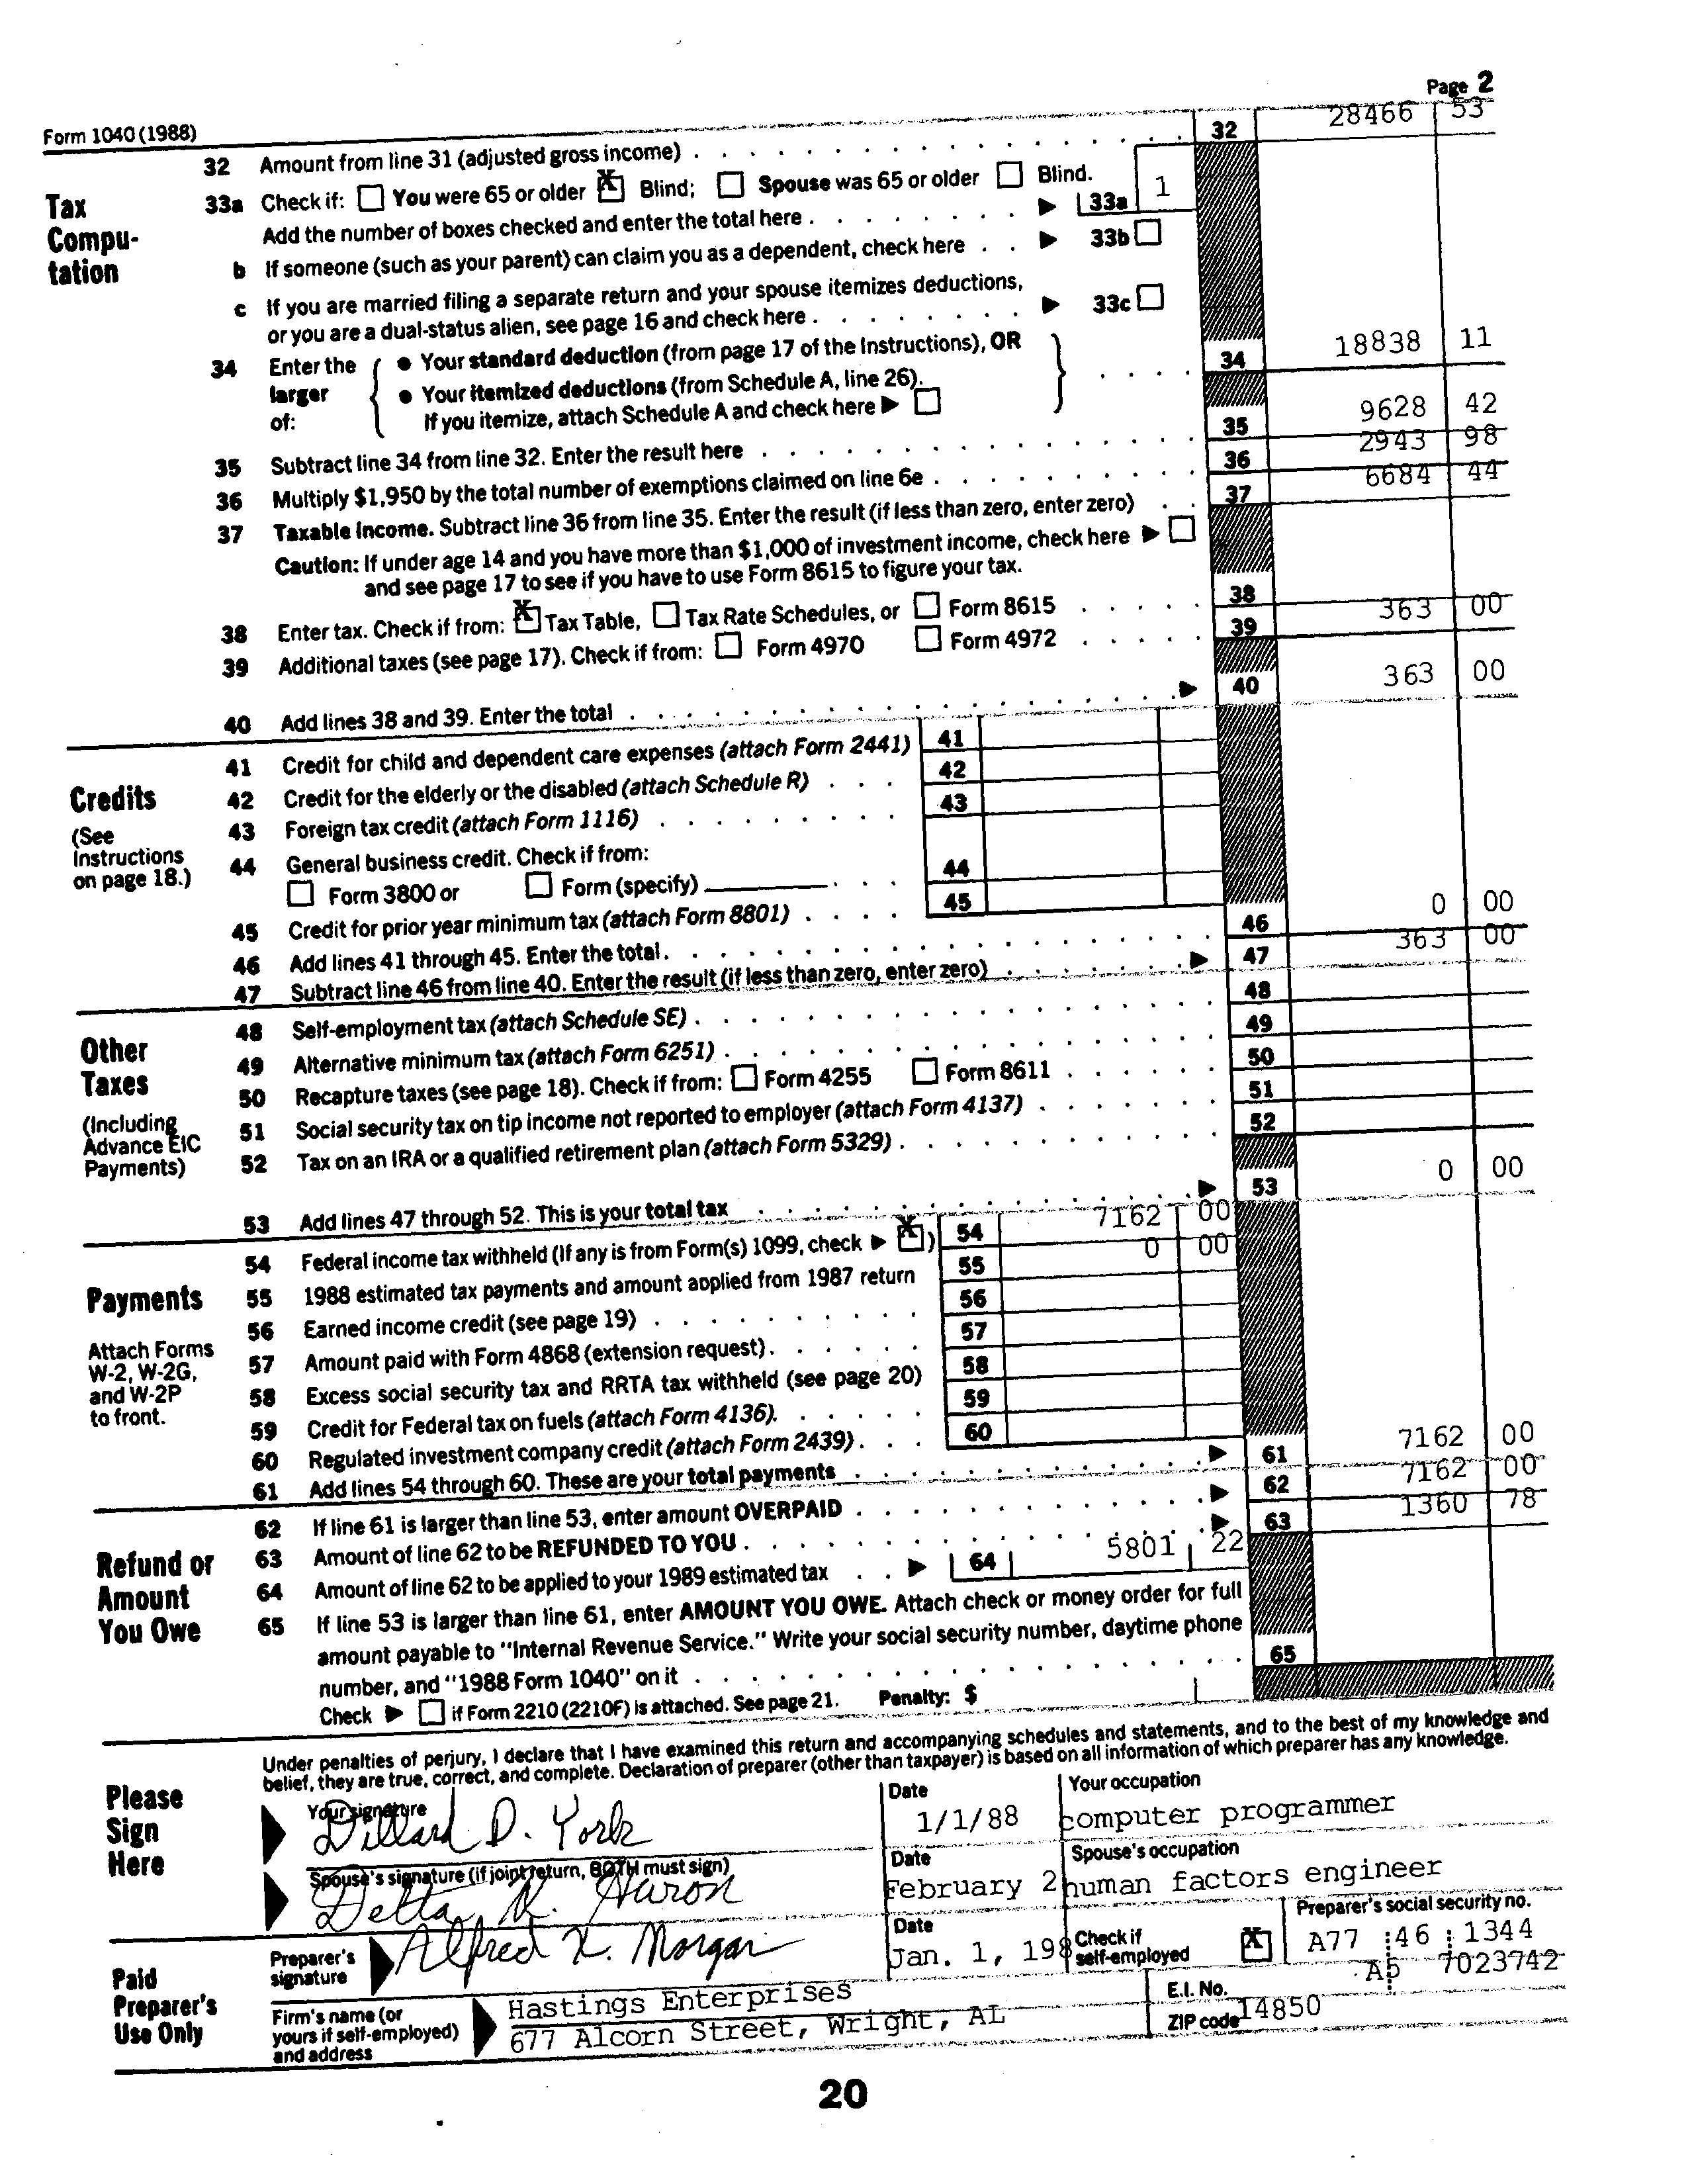 Page 2
Form 1040 (1988)
32 Amount from line 31 (adjusted gross income) 32 28466 53
Tax Compu-tation
33a Check if: You were 65 or older X Blind; Spouse was 65 or older Blind.
Add the number of boxes checked and enter the total here 33a 1
b If someone (such as your parent) can claim you as a dependent, check here 33b
c If you are married filing a separate return and your spouse itemizes deductions,
or you are a dual-status alien, see page 16 and check here 33c
34 Enter the larger of: • Your standard deduction (from page 17 of the Instructions), OR
• Your itemized deductions (from Schedule A, line 26).
If you itemize, attach Schedule A and check here 34 18838 11
35 Subtract line 34 from line 32. Enter the result here 35 9628 42
36 Multiply $1,950 by the total number of exemptions claimed on line 6e 36 2943 98
37 Taxable income. Subtract line 36 from line 35. Enter the result (if less than zero, enter zero) 37 6684 44
Caution: If under age 14 and you have more than $1,000 of investment income, check here
and see page 17 to see if you have to use Form 8615 to figure your tax.
38 Enter tax. Check if from: X Tax Table, Tax Rate Schedules, or Form 8615 38 363 00
39 Additional taxes (see page 17). Check if from: Form 4970 Form 4972 39
40 Add lines 38 and 39. Enter the total 40 363 00
Credits
(See Instructions on page 18.)
41 Credit for child and dependent care expenses (attach Form 2441) 41
42 Credit for the elderly or the disabled (attach Schedule R) 42
43 Foreign tax credit (attach Form 1116) 43
44 General business credit. Check if from:
Form 3800 or Form (specify) 44
45 Credit for prior year minimum tax (attach Form 8801) 45
46 Add lines 41 through 45. Enter the total 46 0 00
47 Subtract line 46 from line 40. Enter the result (if less than zero, enter zero) 47 363 00
Other Taxes
(Including Advance EIC Payments)
48 Self-employment tax (attach Schedule SE) 48
49 Alternative minimum tax (attach Form 6251) 49
50 Recapture taxes (see page 18). Check if from: Form 4255 Form 8611 50
51 Social security tax on tip income not reported to employer (attach Form 4137) 51
52 Tax on an IRA or a qualified retirement plan (attach Form 5329) 52
53 Add lines 47 through 52. This is your total tax 53 0 00
Payments
Attach Forms W-2, W-2G, and W-2P to front.
54 Federal income tax withheld (If any is from Form(s) 1099, check X) 54 7162 00
55 1988 estimated tax payments and amount applied from 1987 return 55 0 00
56 Earned income credit (see page 19) 56
57 Amount paid with Form 4868 (extension request) 57
58 Excess social security tax and RRTA tax withheld (see page 20) 58
59 Credit for Federal tax on fuels (attach Form 4136) 59
60 Regulated investment company credit (attach Form 2439) 60
61 Add lines 54 through 60. These are your total payments 61 7162 00
Refund or Amount You Owe
62 If line 61 is larger than line 53, enter amount OVERPAID 62 7162 00
63 Amount of line 62 to be REFUNDED TO YOU 63 1360 78
64 Amount of line 62 to be applied to your 1989 estimated tax 64 5801 22
65 If line 53 is larger than line 61, enter AMOUNT YOU OWE. Attach check or money order for full
amount payable to "Internal Revenue Service." Write your social security number, daytime phone
number, and "1988 Form 1040" on it 65
Check if Form 2210 (2210F) is attached. See page 21. Penalty: $
Under penalties of perjury, I declare that I have examined this return and accompanying schedules and statements, and to the best of my knowledge and
belief, they are true, correct, and complete. Declaration of preparer (other than taxpayer) is based on all information of which preparer has any knowledge.
Please Sign Here
Your signature Date Your occupation
Dillard D. York 1/1/88 computer programmer
Spouse's signature (if joint return, BOTH must sign) Date Spouse's occupation
Delta N. Auron February 2 human factors engineer
Paid Preparer's Use Only
Preparer's signature Alfred X. Morgan Date Jan. 1, 198 Check if self-employed X Preparer's social security no. A77 46 1344
Firm's name (or yours if self-employed) and address
Hastings Enterprises E.I. No. A5 7023742
677 Alcorn Street, Wright, AL ZIP code 14850
20